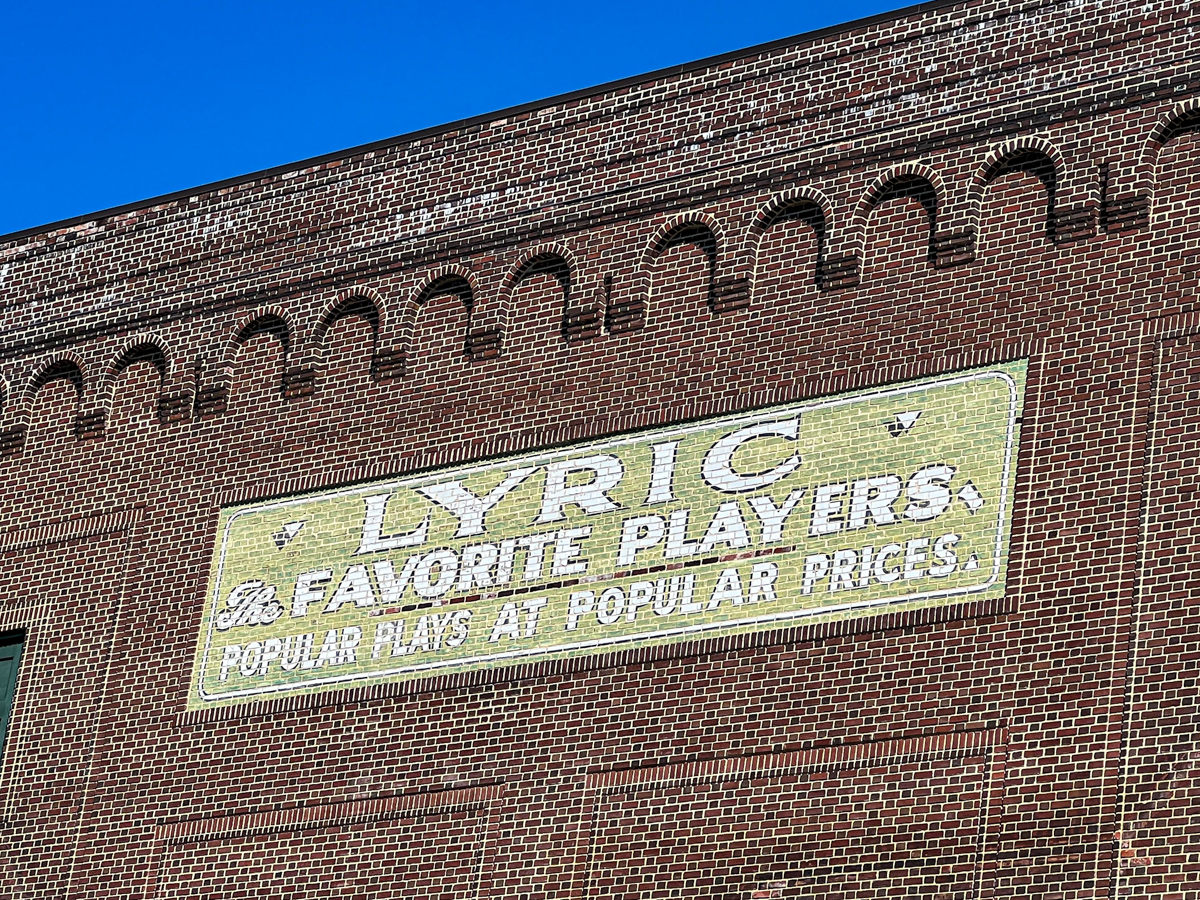 LYRIC
The FAVORITE PLAYERS
POPULAR PLAYS AT POPULAR PRICES